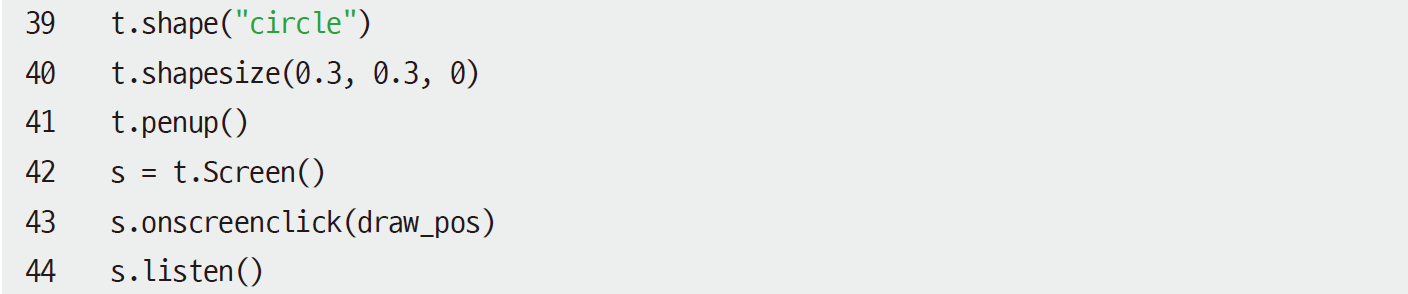 39 t.shape("circle")
40 t.shapesize(0.3, 0.3, 0)
41 t.penup()
42 s = t.Screen()
43 s.onscreenclick(draw_pos)
44 s.listen()